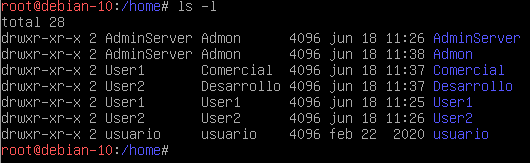 root@debian-10:/home# ls -l
total 28
drwxr-xr-x 2 AdminServer Admon      4096 jun 18 11:26 AdminServer
drwxr-xr-x 2 AdminServer Admon      4096 jun 18 11:38 Admon
drwxr-xr-x 2 User1       Comercial  4096 jun 18 11:37 Comercial
drwxr-xr-x 2 User2       Desarrollo 4096 jun 18 11:38 Desarrollo
drwxr-xr-x 2 User1       User1      4096 jun 18 11:25 User1
drwxr-xr-x 2 User2       User2      4096 jun 18 11:26 User2
drwxr-xr-x 2 usuario     usuario    4096 feb 22  2020 usuario
root@debian-10:/home#